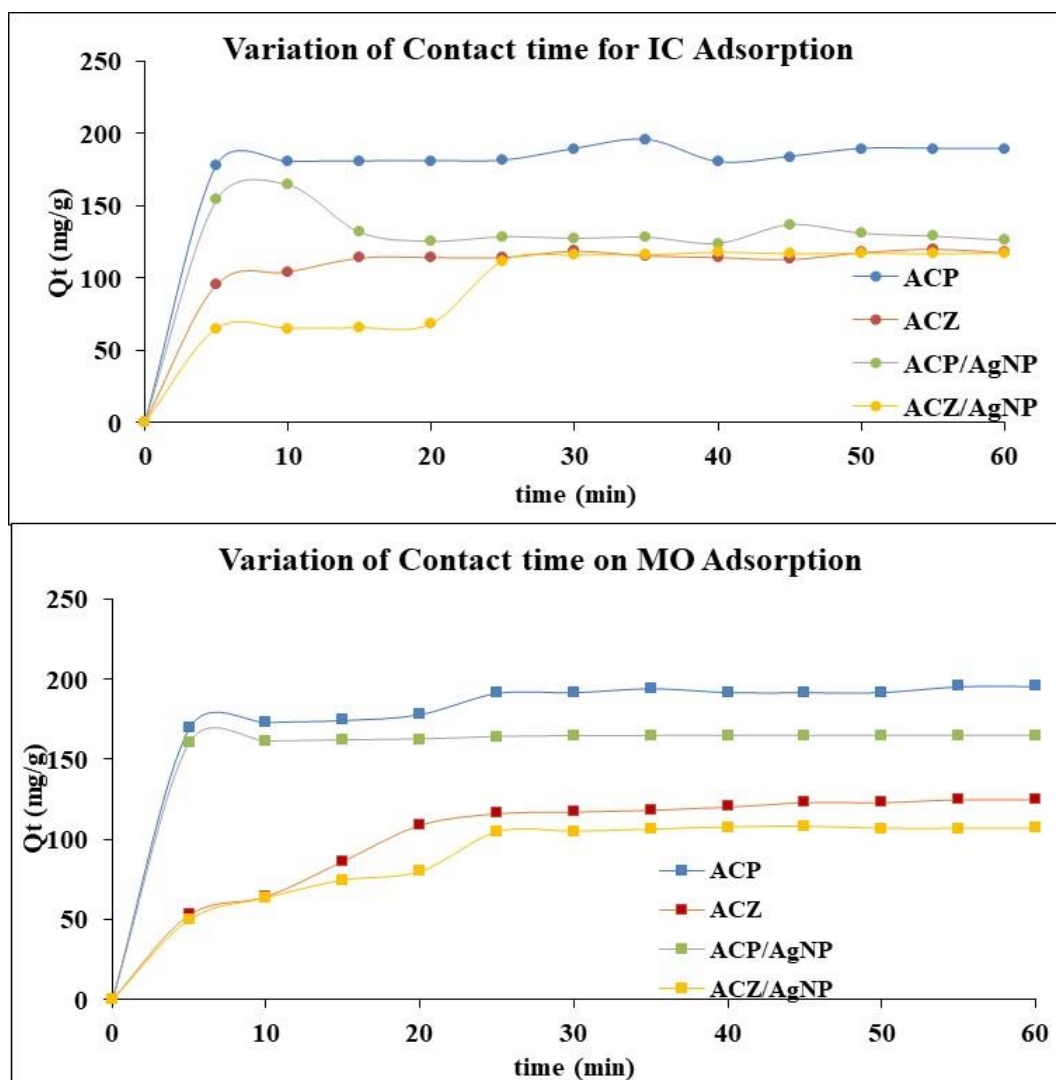 Variation of Contact time for IC Adsorption
250
200
150
100
50
0
Qt (mg/g)
0 10 20 30 40 50 60
time (min)
ACP
ACZ
ACP/AgNP
ACZ/AgNP
Variation of Contact time on MO Adsorption
250
200
150
100
50
0
Qt (mg/g)
0 10 20 30 40 50 60
time (min)
ACP
ACZ
ACP/AgNP
ACZ/AgNP